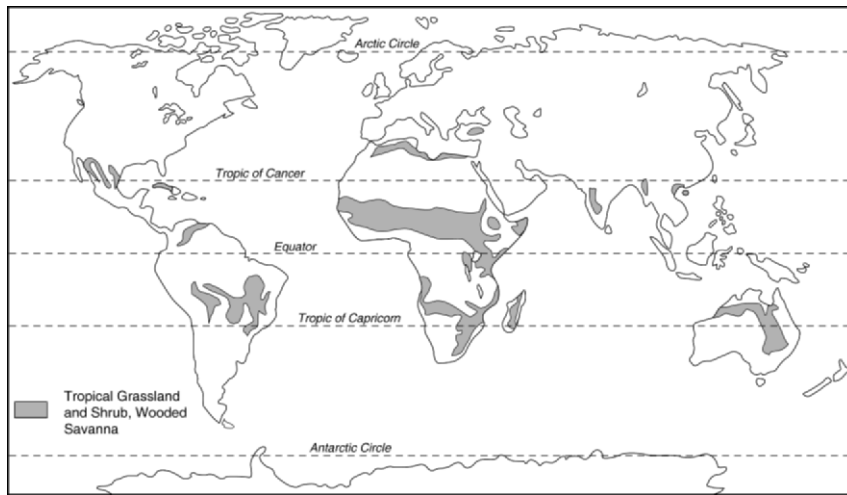 Arctic Circle
Tropic of Cancer
Equator
Tropic of Capricorn
Tropical Grassland
and Shrub, Wooded
Savanna
Antarctic Circle